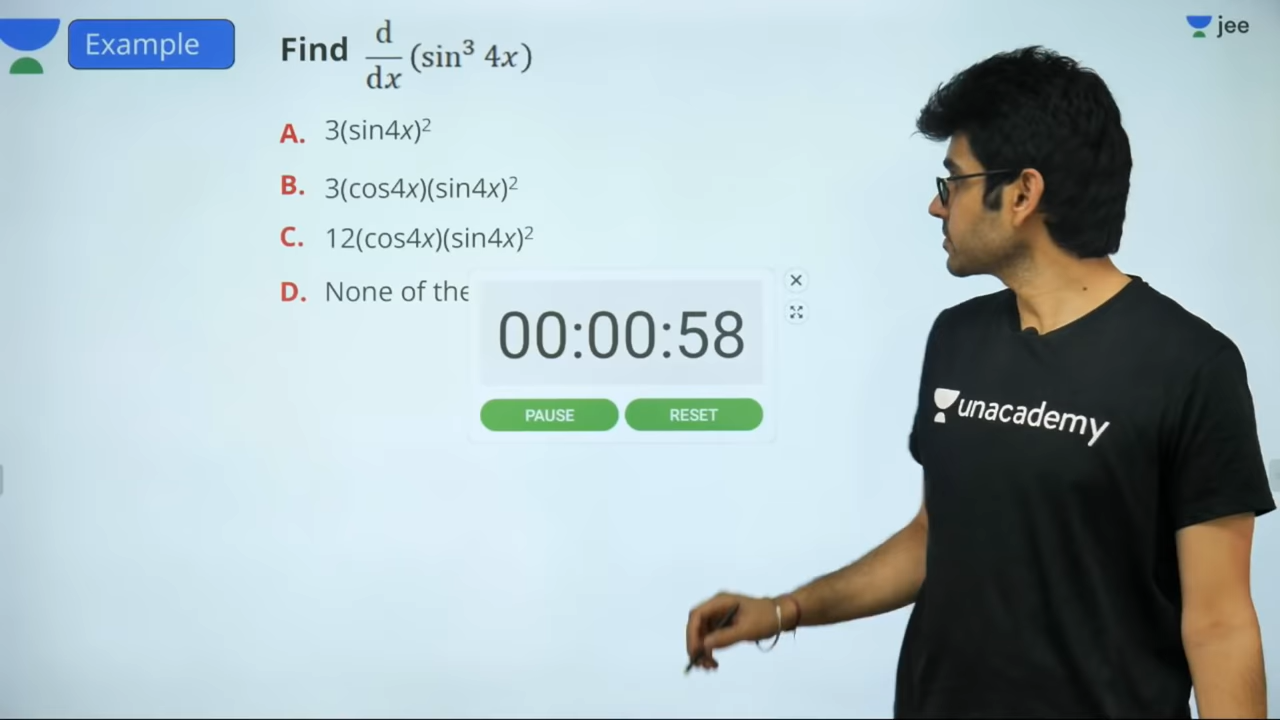 Example
Find d/dx (sin³ 4x)
jee
A. 3(sin4x)²
B. 3(cos4x)(sin4x)²
C. 12(cos4x)(sin4x)²
D. None of the
00:00:58
PAUSE RESET
unacademy